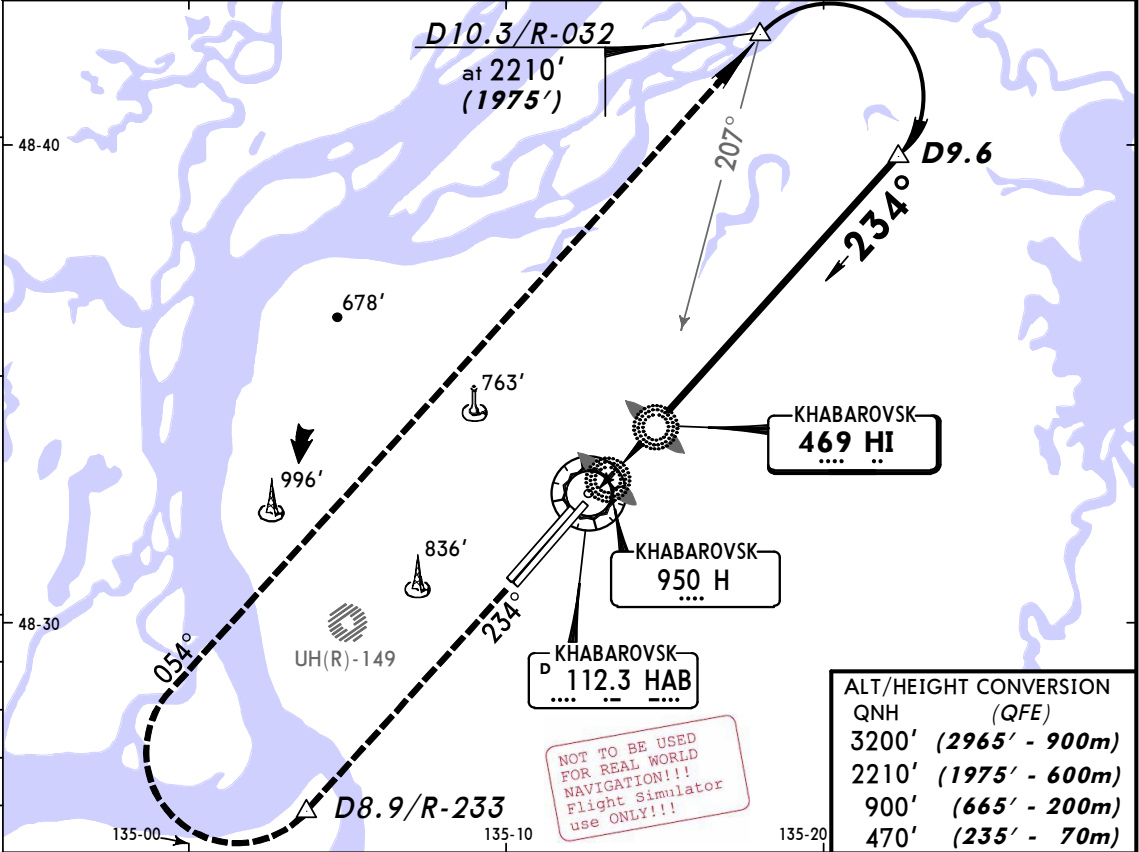 D10.3/R-032
at 2210'
(1975')
207°
48-40
D9.6
234°
678'
763'
KHABAROVSK
469 HI
996'
836'
KHABAROVSK
950 H
48-30
234°
UH(R)-149
054°
KHABAROVSK
D 112.3 HAB
ALT/HEIGHT CONVERSION
QNH (QFE)
3200' (2965' - 900m)
2210' (1975' - 600m)
900' (665' - 200m)
470' (235' - 70m)
NOT TO BE USED
FOR REAL WORLD
NAVIGATION!!!
Flight Simulator
use ONLY!!!
D8.9/R-233
135-00
135-10
135-20